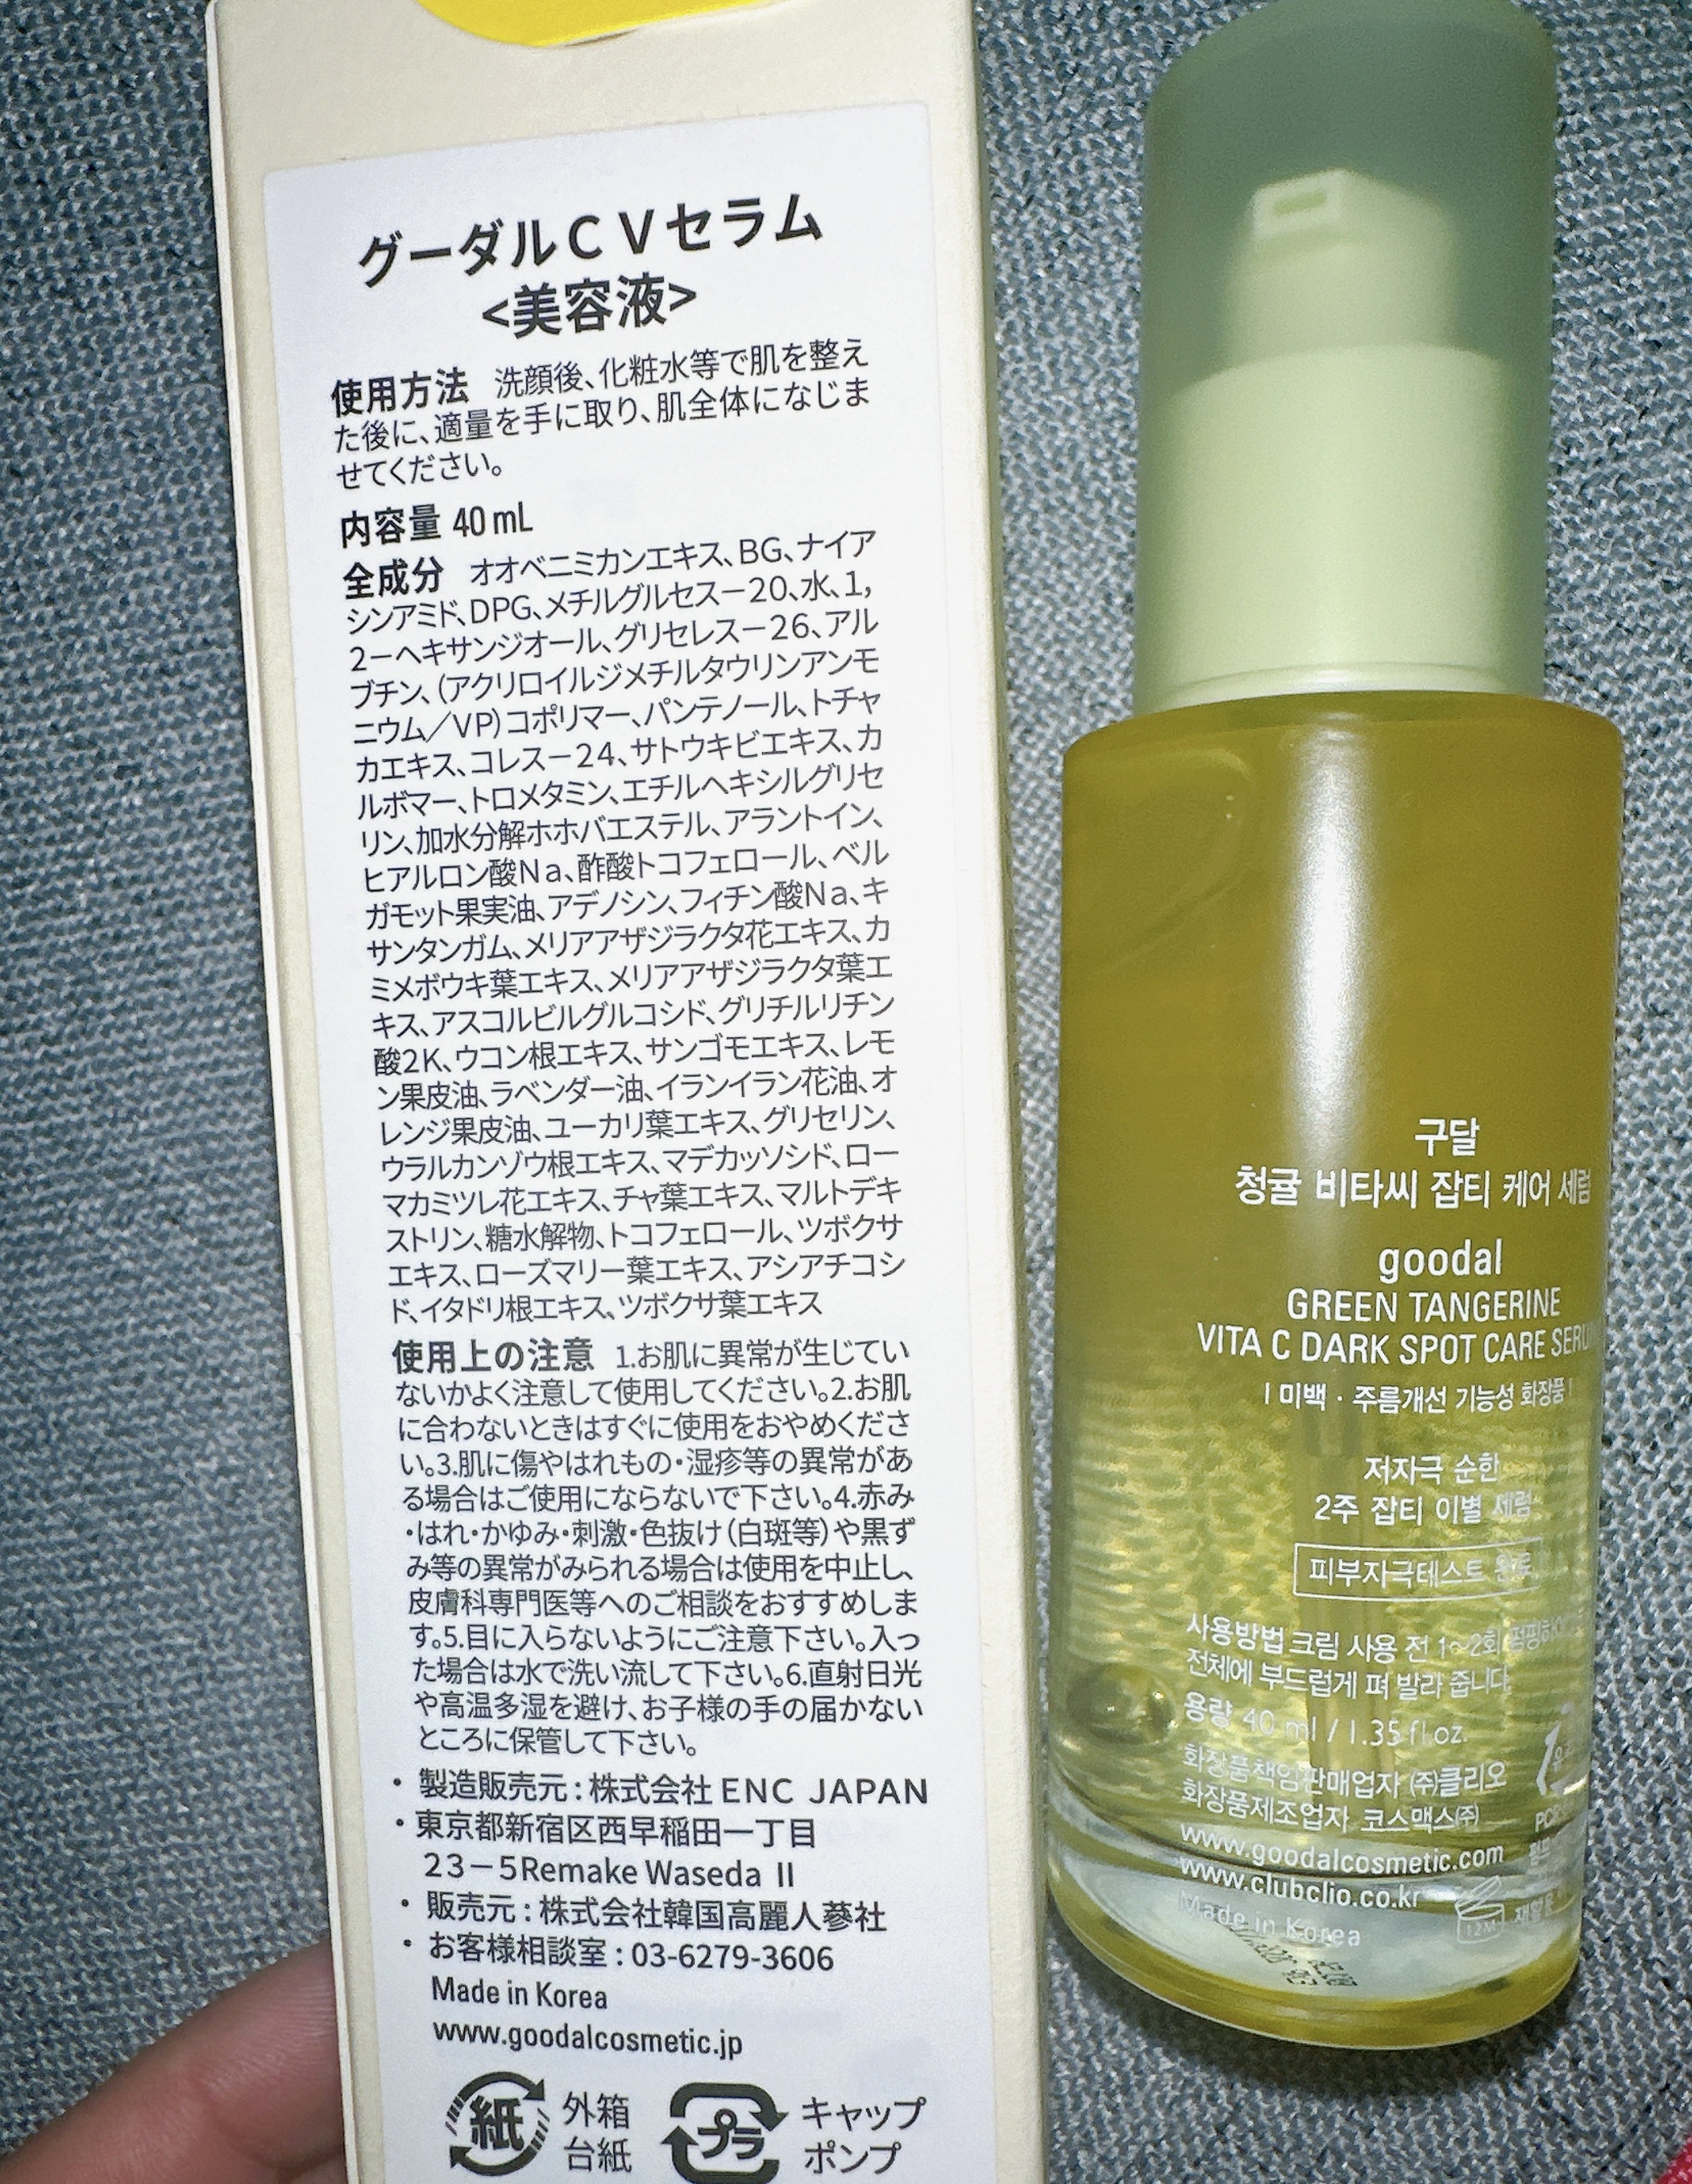 グーダルＣＶセラム
<美容液>
使用方法 洗顔後、化粧水等で肌を整え
た後に、適量を手に取り、肌全体になじま
せてください。
内容量 40mL
全成分 オオベニミカンエキス、BG、ナイア
シンアミド、DPG、メチルグルセス－20、水、1,
2－ヘキサンジオール、グリセレス－26、アル
ブチン、（アクリロイルジメチルタウリンアンモ
ニウム／VP）コポリマー、パンテノール、トチャ
カエキス、コレス－24、サトウキビエキス、カ
ルボマー、トロメタミン、エチルヘキシルグリセ
リン、加水分解ホホバエステル、アラントイン、
ヒアルロン酸Na、酢酸トコフェロール、ベル
ガモット果実油、アデノシン、フィチン酸Na、キ
サンタンガム、メリアアザジラクタ花エキス、カ
ミメボウキ葉エキス、メリアアザジラクタ葉エ
キス、アスコルビルグルコシド、グリチルリチン
酸2K、ウコン根エキス、サンゴモエキス、レモ
ン果皮油、ラベンダー油、イランイラン花油、オ
レンジ果皮油、ユーカリ葉エキス、グリセリン、
ウラルカンゾウ根エキス、マデカッソシド、ロー
マカミツレ花エキス、チャ葉エキス、マルトデキ
ストリン、糖水解物、トコフェロール、ツボクサ
エキス、ローズマリー葉エキス、アシアチコシ
ド、イタドリ根エキス、ツボクサ葉エキス
使用上の注意 1.お肌に異常が生じてい
ないかよく注意して使用してください。2.お肌
に合わないときはすぐに使用をおやめくださ
い。3.肌に傷やはれもの・湿疹等の異常があ
る場合はご使用にならないで下さい。4.赤み
・はれ・かゆみ・刺激・色抜け（白斑等）や黒ず
み等の異常がみられる場合は使用を中止し、
皮膚科専門医等へのご相談をおすすめしま
す。5.目に入らないようにご注意下さい。入っ
た場合は水で洗い流して下さい。6.直射日光
や高温多湿を避け、お子様の手の届かない
ところに保管して下さい。
・製造販売元：株式会社 ENC JAPAN
・東京都新宿区西早稲田一丁目
23－5Remake Waseda Ⅱ
・販売元：株式会社韓国高麗人蔘社
・お客様相談室：03-6279-3606
Made in Korea
www.goodalcosmetic.jp
紙 外箱
台紙
プラ キャップ
ポンプ
구달
청귤 비타씨 잡티 케어 세럼
goodal
GREEN TANGERINE
VITA C DARK SPOT CARE SERUM
| 미백 · 주름개선 기능성 화장품 |
저자극 순한
2주 잡티 이별 세럼
피부자극테스트 완료
사용방법 크림 사용 전 1~2회
전체에 부드럽게 펴 발라 줍니다.
용량 40 ml / 1.35 fl.oz.
화장품책임판매업자 ㈜클리오
화장품제조업자 코스맥스㈜
www.goodalcosmetic.com
www.clubclio.co.kr
Made in Korea
12M